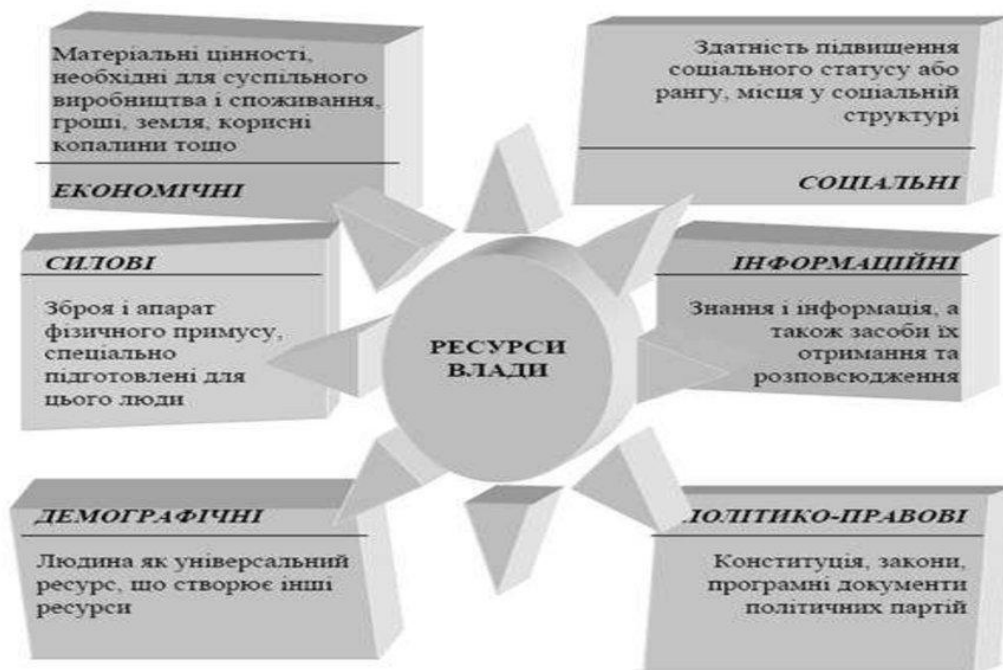 Матеріальні цінності,
необхідні для суспільного
виробництва і споживання,
гроші, земля, корисні
копалини тошо
ЕКОНОМІЧНІ
Здатність підвищення
соціального статусу або
рангу, місця у соціальній
структурі
СОЦІАЛЬНІ
СИЛОВІ
Зброя і апарат
фізичного примусу,
спеціально
підготовлені для
цього люди
РЕСУРСИ
ВЛАДИ
ІНФОРМАЦІЙНІ
Знання і інформація, а
також засоби їх
отримання та
розповсюдження
ДЕМОГРАФІЧНІ
Людина як універсальний
ресурс, що створює інші
ресурси
ПОЛІТИКО-ПРАВОВІ
Конституція, закони,
програмні документи
політичних партій